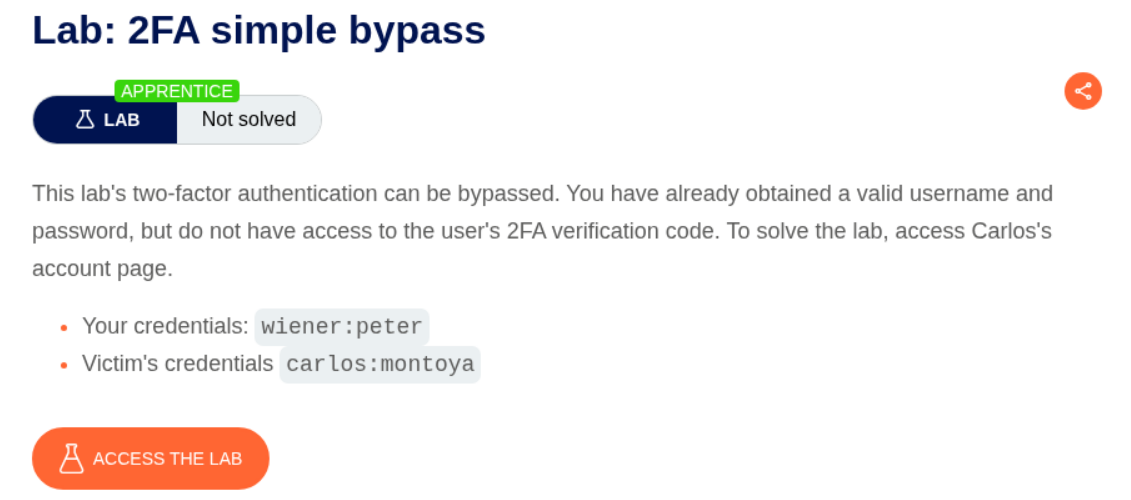 Lab: 2FA simple bypass
APPRENTICE
LAB Not solved
This lab's two-factor authentication can be bypassed. You have already obtained a valid username and
password, but do not have access to the user's 2FA verification code. To solve the lab, access Carlos's
account page.
Your credentials: wiener:peter
Victim's credentials carlos:montoya
ACCESS THE LAB